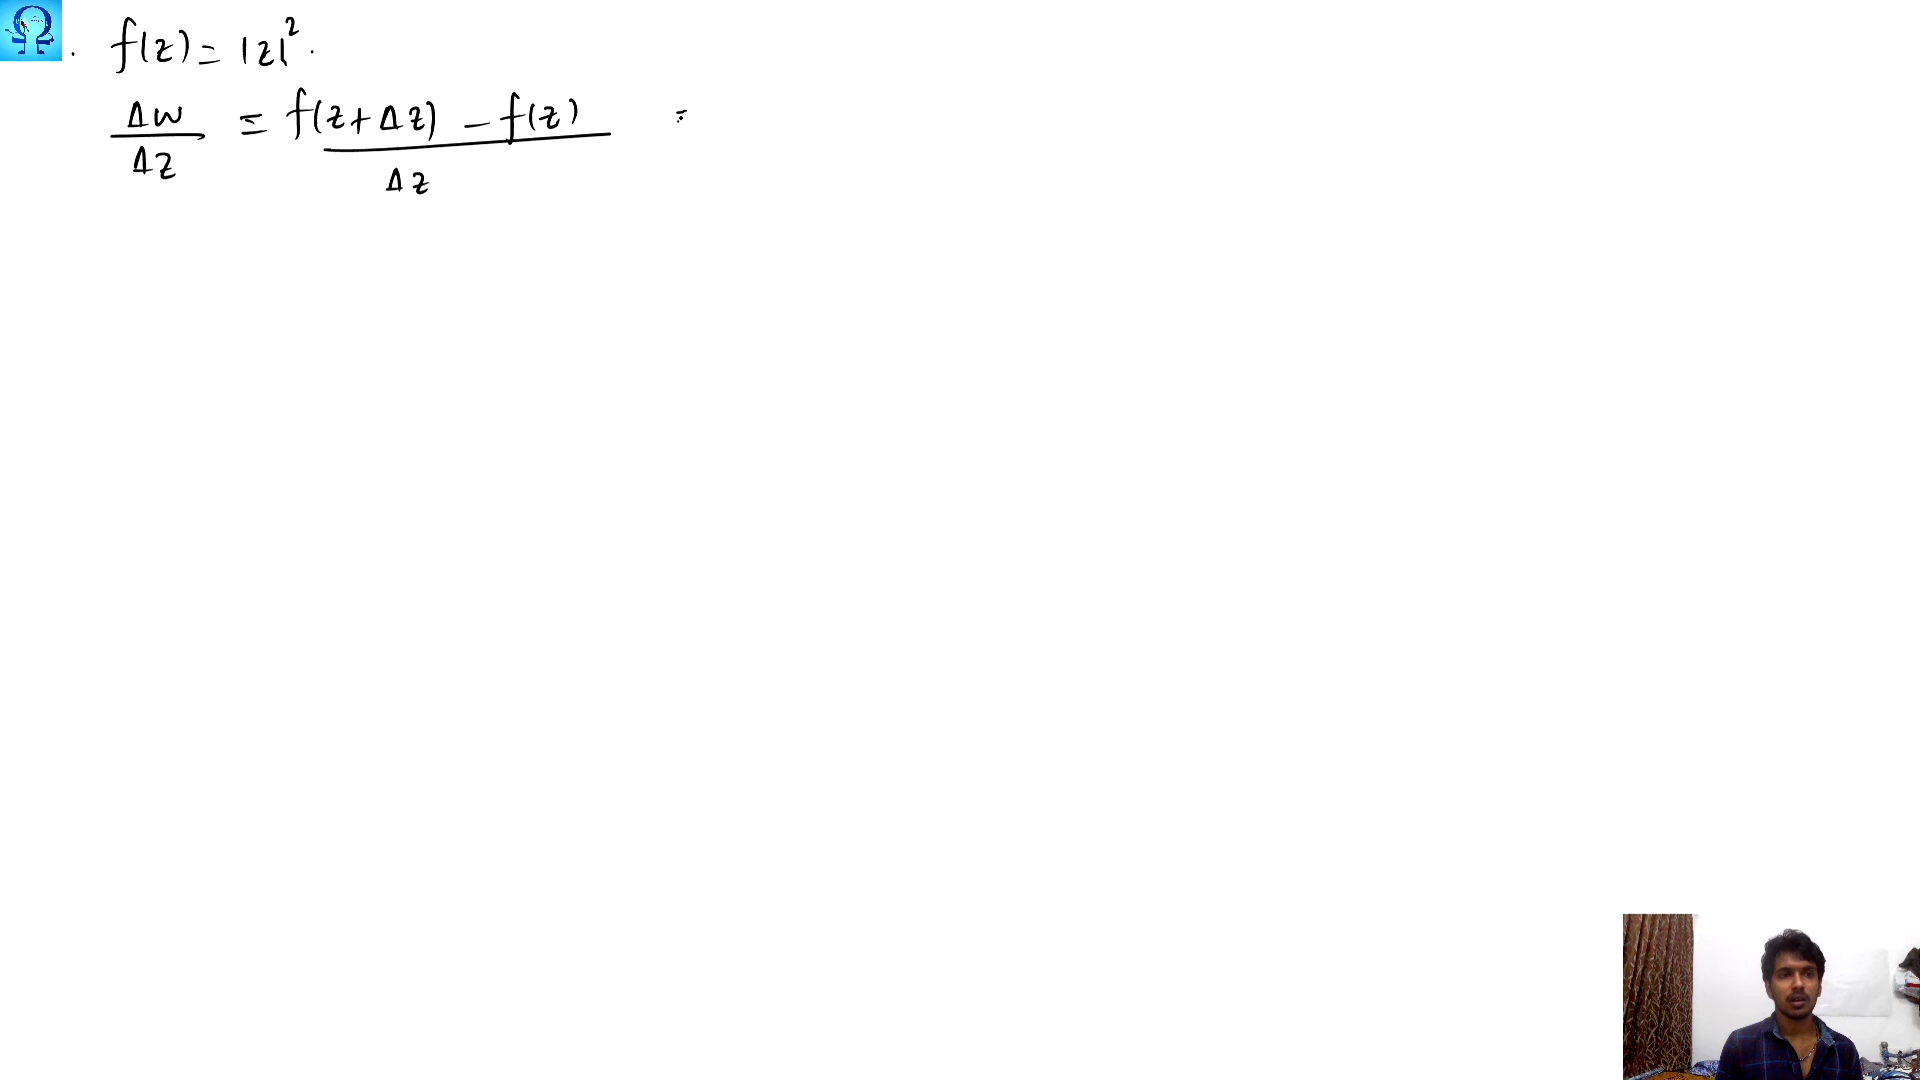 . f(z) = |z|².
Δw/Δz = f(z+Δz) - f(z)/Δz =